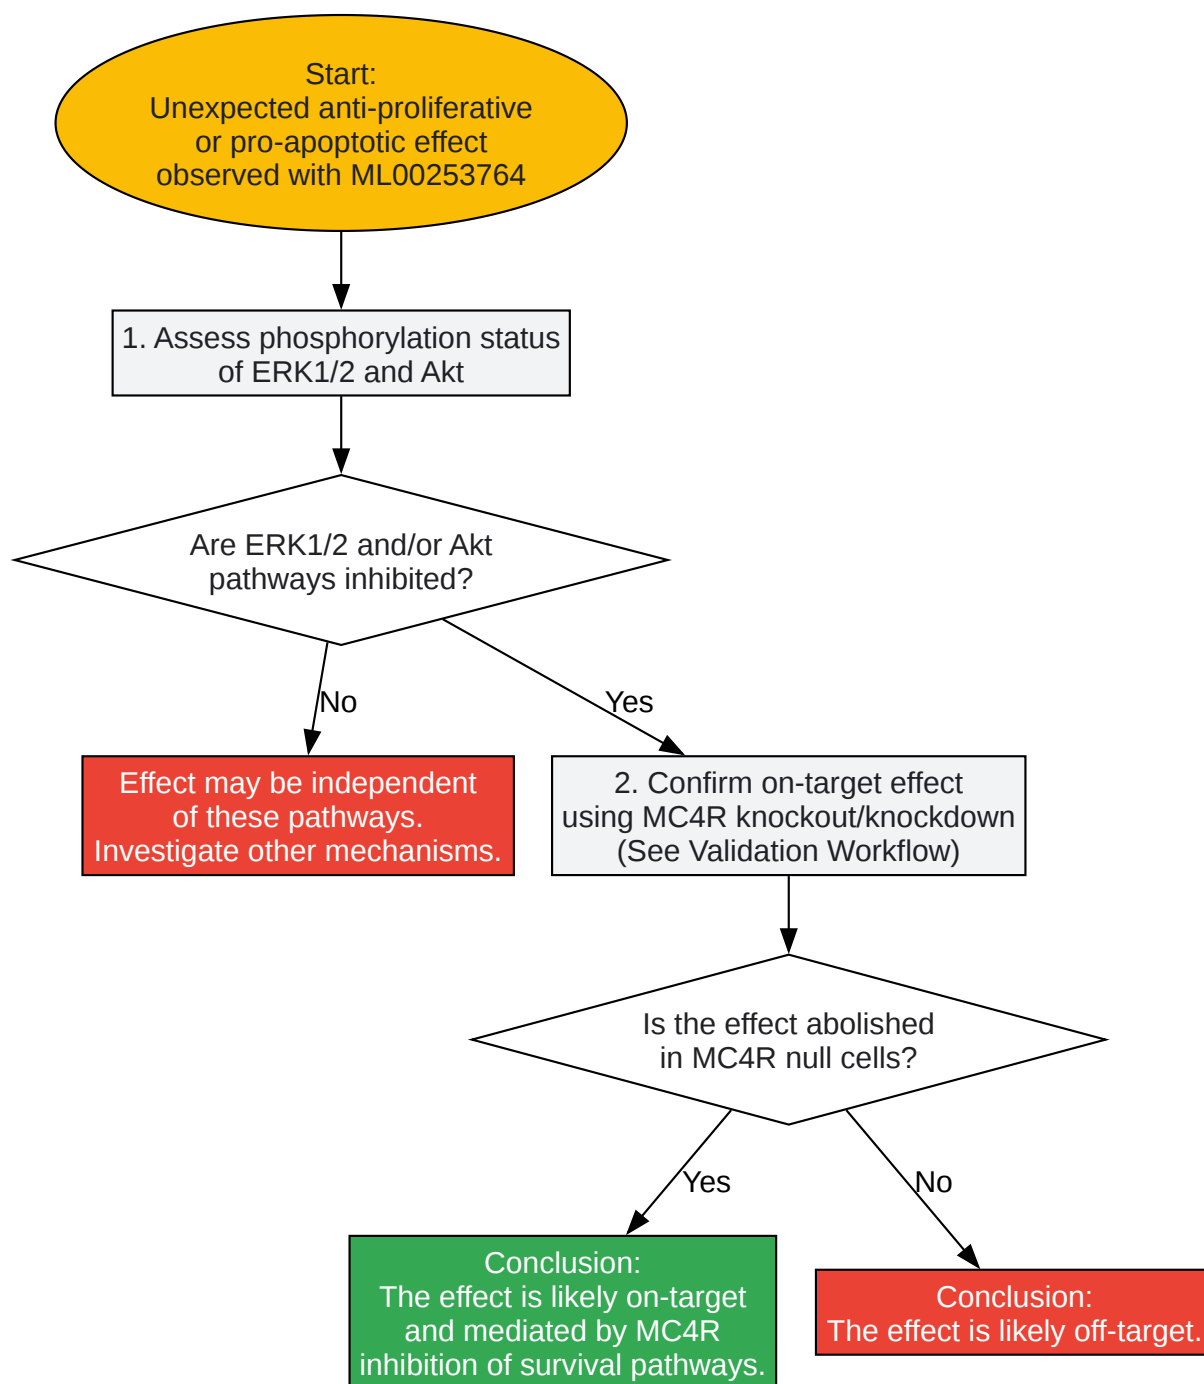 Start:
Unexpected anti-proliferative
or pro-apoptotic effect
observed with ML00253764
1. Assess phosphorylation status
of ERK1/2 and Akt
Are ERK1/2 and/or Akt
pathways inhibited?
No
Yes
Effect may be independent
of these pathways.
Investigate other mechanisms.
2. Confirm on-target effect
using MC4R knockout/knockdown
(See Validation Workflow)
Is the effect abolished
in MC4R null cells?
Yes
No
Conclusion:
The effect is likely on-target
and mediated by MC4R
inhibition of survival pathways.
Conclusion:
The effect is likely off-target.